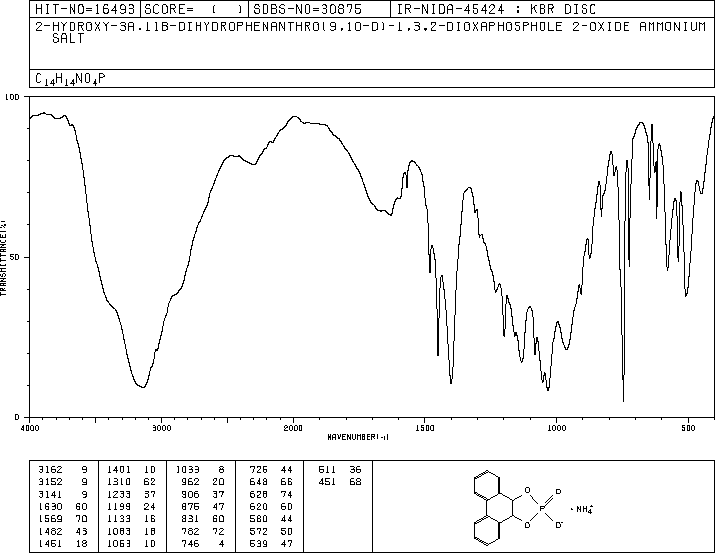 HIT-NO=16493 SCORE= ( ) SDBS-NO=30875 IR-NIDA-45424 : KBR DISC
2-HYDROXY-3A,11B-DIHYDROPHENANTHRO(9,10-D)-1,3,2-DIOXAPHOSPHOLE 2-OXIDE AMMONIUM
SALT
C14H14NO4P
100
50
0
TRANSMITTANCE(%)
4000 3000 2000 1500 1000 500
WAVENUMBER(-1)
3162 9 1401 10 1033 8 726 44 511 36
3152 9 1310 62 962 20 648 66 451 68
3141 9 1233 37 906 37 628 74
1630 60 1199 24 875 47 620 60
1569 70 1133 16 831 60 580 44
1482 43 1083 18 782 72 572 50
1451 18 1053 10 746 4 539 47
O
P
O
O
O-
• NH4+